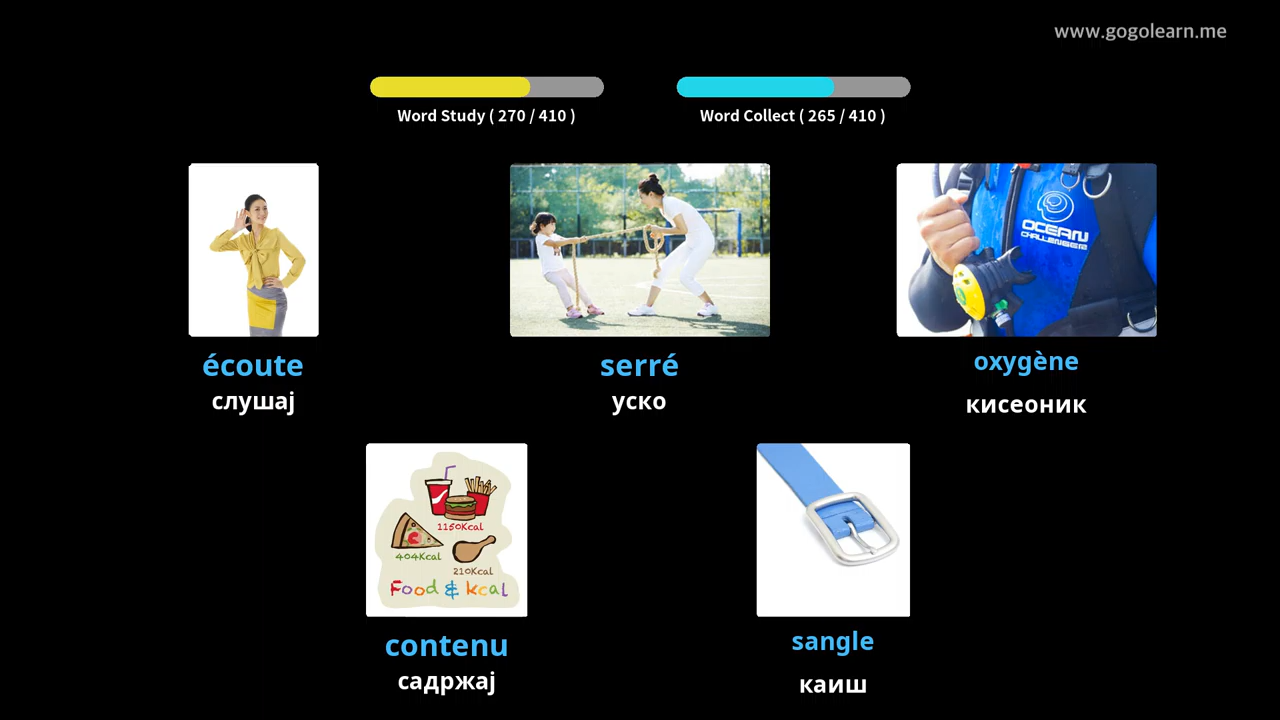 www.gogolearn.me
Word Study ( 270 / 410 )
Word Collect ( 265 / 410 )
OCEAN
CHALLENGER
écoute
слушај
serré
уско
oxygène
кисеоник
1150Kcal
404Kcal
210Kcal
Food & kcal
contenu
садржај
sangle
каиш